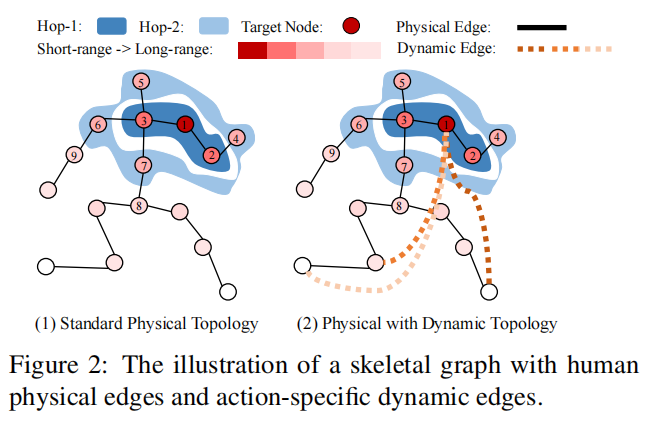 Hop-1: Hop-2: Target Node: Physical Edge:
Short-range -> Long-range: Dynamic Edge:
5 5
6 3 1 4 6 3 1 4
9 2 9 2
7 7
8 8
(1) Standard Physical Topology (2) Physical with Dynamic Topology
Figure 2: The illustration of a skeletal graph with human
physical edges and action-specific dynamic edges.